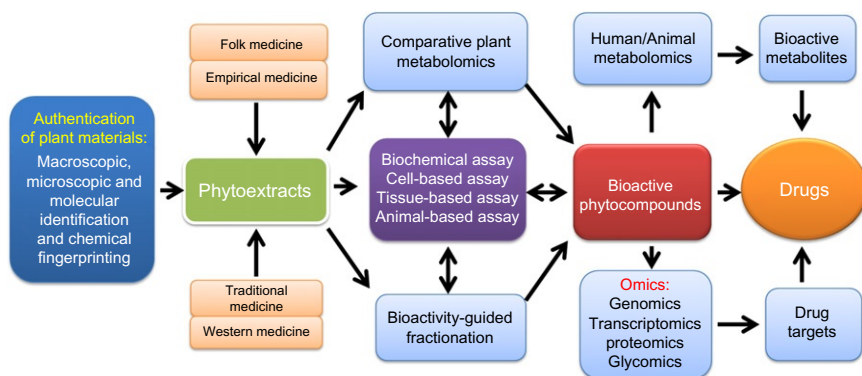 Authentication
of plant materials:
Macroscopic,
microscopic and
molecular
identification
and chemical
fingerprinting
Folk medicine
Empirical medicine
Phytoextracts
Traditional
medicine
Western medicine
Comparative plant
metabolomics
Biochemical assay
Cell-based assay
Tissue-based assay
Animal-based assay
Bioactivity-guided
fractionation
Human/Animal
metabolomics
Bioactive
phytocompounds
Omics:
Genomics
Transcriptomics
proteomics
Glycomics
Bioactive
metabolites
Drugs
Drug
targets